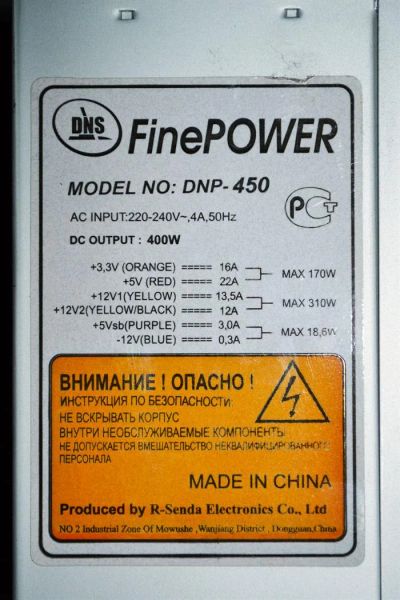 DNS
FinePOWER
MODEL NO: DNP-450
AC INPUT:220-240V~,4A,50Hz
РСТ
DC OUTPUT : 400W
+3,3V (ORANGE) ===== 16A
MAX 170W
+5V (RED) ===== 22A
+12V1(YELLOW) ===== 13,5A
MAX 310W
+12V2(YELLOW/BLACK) ===== 12A
+5Vsb(PURPLE) ===== 3,0A
MAX 18,6W
-12V(BLUE) ===== 0,3A
ВНИМАНИЕ ! ОПАСНО !
ИНСТРУКЦИЯ ПО БЕЗОПАСНОСТИ:
НЕ ВСКРЫВАТЬ КОРПУС
ВНУТРИ НЕОБСЛУЖИВАЕМЫЕ КОМПОНЕНТЫ
НЕ ДОПУСКАЕТСЯ ВМЕШАТЕЛЬСТВО НЕКВАЛИФИЦИРОВАННОГО
ПЕРСОНАЛА
MADE IN CHINA
Produced by R-Senda Electronics Co., Ltd
NO 2 Industrial Zone Of Mowushe , Wanjiang District , Dongguan,China